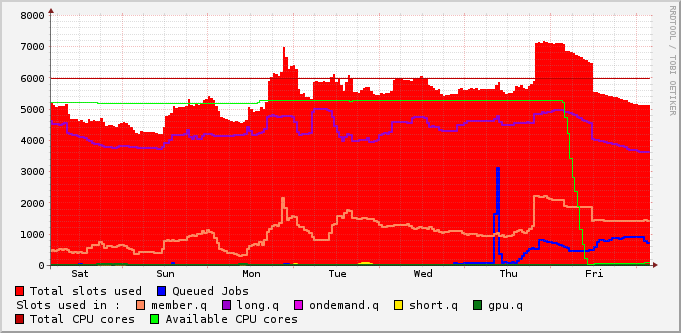 8000
7000
6000
5000
4000
3000
2000
1000
0
Sat Sun Mon Tue Wed Thu Fri
Total slots used Queued Jobs
Slots used in : member.q long.q ondemand.q short.q gpu.q
Total CPU cores Available CPU cores
RRDTOOL / TOBI OETIKER